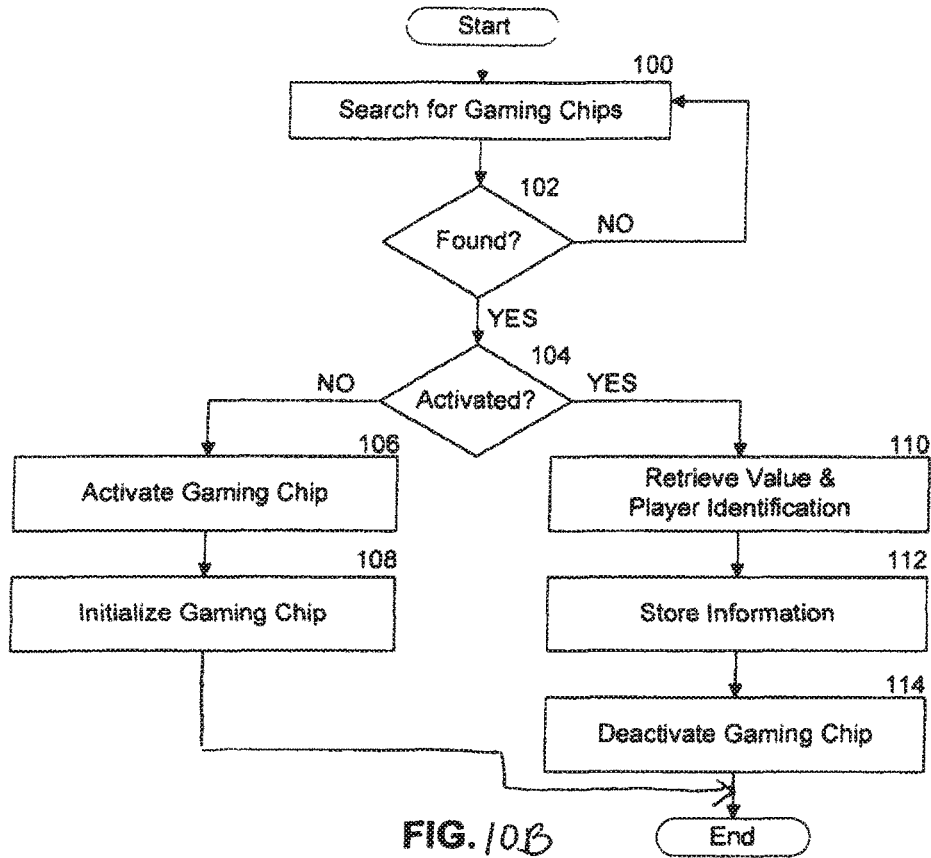 Start
100
Search for Gaming Chips
102
Found?
NO
YES
104
NO
YES
Activated?
106
110
Activate Gaming Chip
Retrieve Value &
Player Identification
108
112
Initialize Gaming Chip
Store Information
114
Deactivate Gaming Chip
FIG. 10B
End